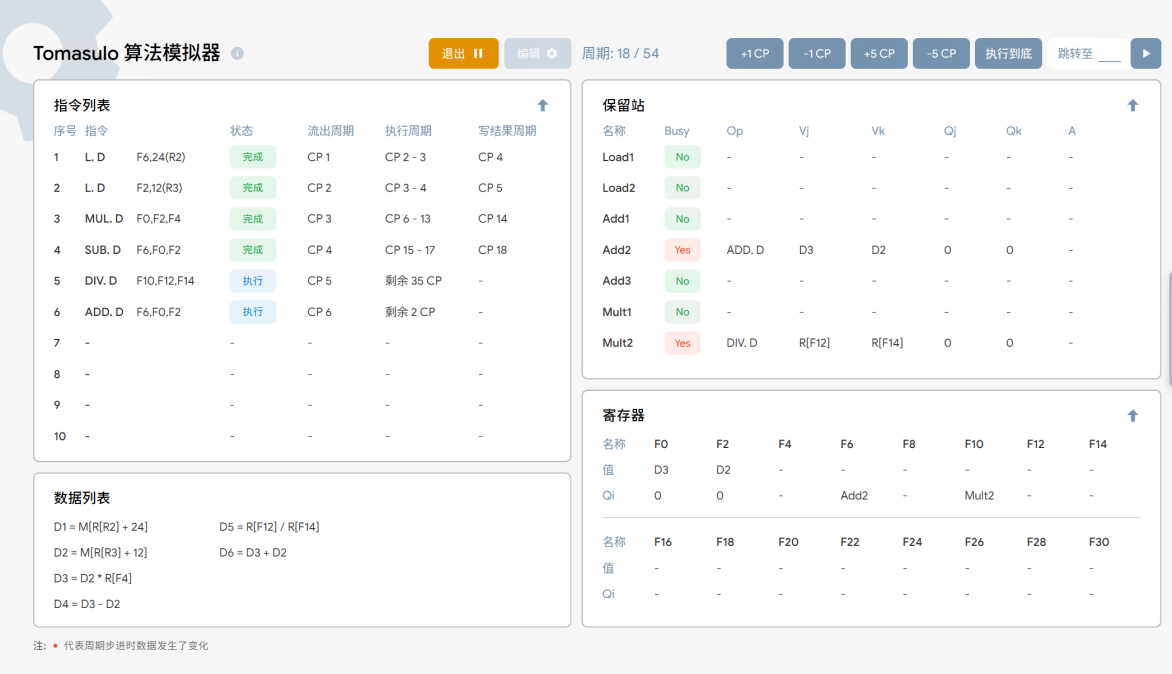 Tomasulo 算法模拟器
退出 编辑 周期: 18 / 54 +1 CP -1 CP +5 CP -5 CP 执行到底 跳转至 ___
指令列表
序号 指令 状态 流出周期 执行周期 写结果周期
1 L. D F6,24(R2) 完成 CP 1 CP 2 - 3 CP 4
2 L. D F2,12(R3) 完成 CP 2 CP 3 - 4 CP 5
3 MUL. D F0,F2,F4 完成 CP 3 CP 6 - 13 CP 14
4 SUB. D F6,F0,F2 完成 CP 4 CP 15 - 17 CP 18
5 DIV. D F10,F12,F14 执行 CP 5 剩余 35 CP -
6 ADD. D F6,F0,F2 执行 CP 6 剩余 2 CP -
7 - - - - -
8 - - - - -
9 - - - - -
10 - - - - -
数据列表
D1 = M[R[R2] + 24] D5 = R[F12] / R[F14]
D2 = M[R[R3] + 12] D6 = D3 + D2
D3 = D2 * R[F4]
D4 = D3 - D2
注: • 代表周期步进时数据发生了变化
保留站
名称 Busy Op Vj Vk Qj Qk A
Load1 No - - - - - -
Load2 No - - - - - -
Add1 No - - - - - -
Add2 Yes ADD. D D3 D2 0 0 -
Add3 No - - - - - -
Mult1 No - - - - - -
Mult2 Yes DIV. D R[F12] R[F14] 0 0 -
寄存器
名称 F0 F2 F4 F6 F8 F10 F12 F14
值 D3 D2 - - - - - -
Qi 0 0 - Add2 - Mult2 - -
名称 F16 F18 F20 F22 F24 F26 F28 F30
值 - - - - - - - -
Qi - - - - - - - -